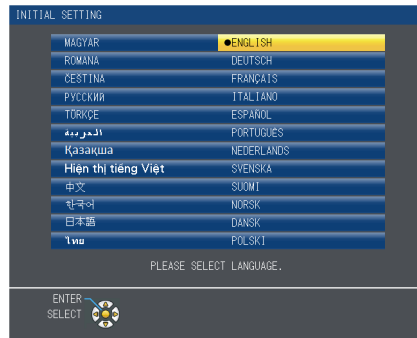 INITIAL SETTING
MAGYAR ●ENGLISH
ROMÂNĂ DEUTSCH
ČEŠTINA FRANÇAIS
РУССКИЙ ITALIANO
TÜRKÇE ESPAÑOL
العربية PORTUGUÊS
Қазақша NEDERLANDS
Hiện thị tiếng Việt SVENSKA
中文 SUOMI
한국어 NORSK
日本語 DANSK
ไทย POLSKI
PLEASE SELECT LANGUAGE.
ENTER
SELECT